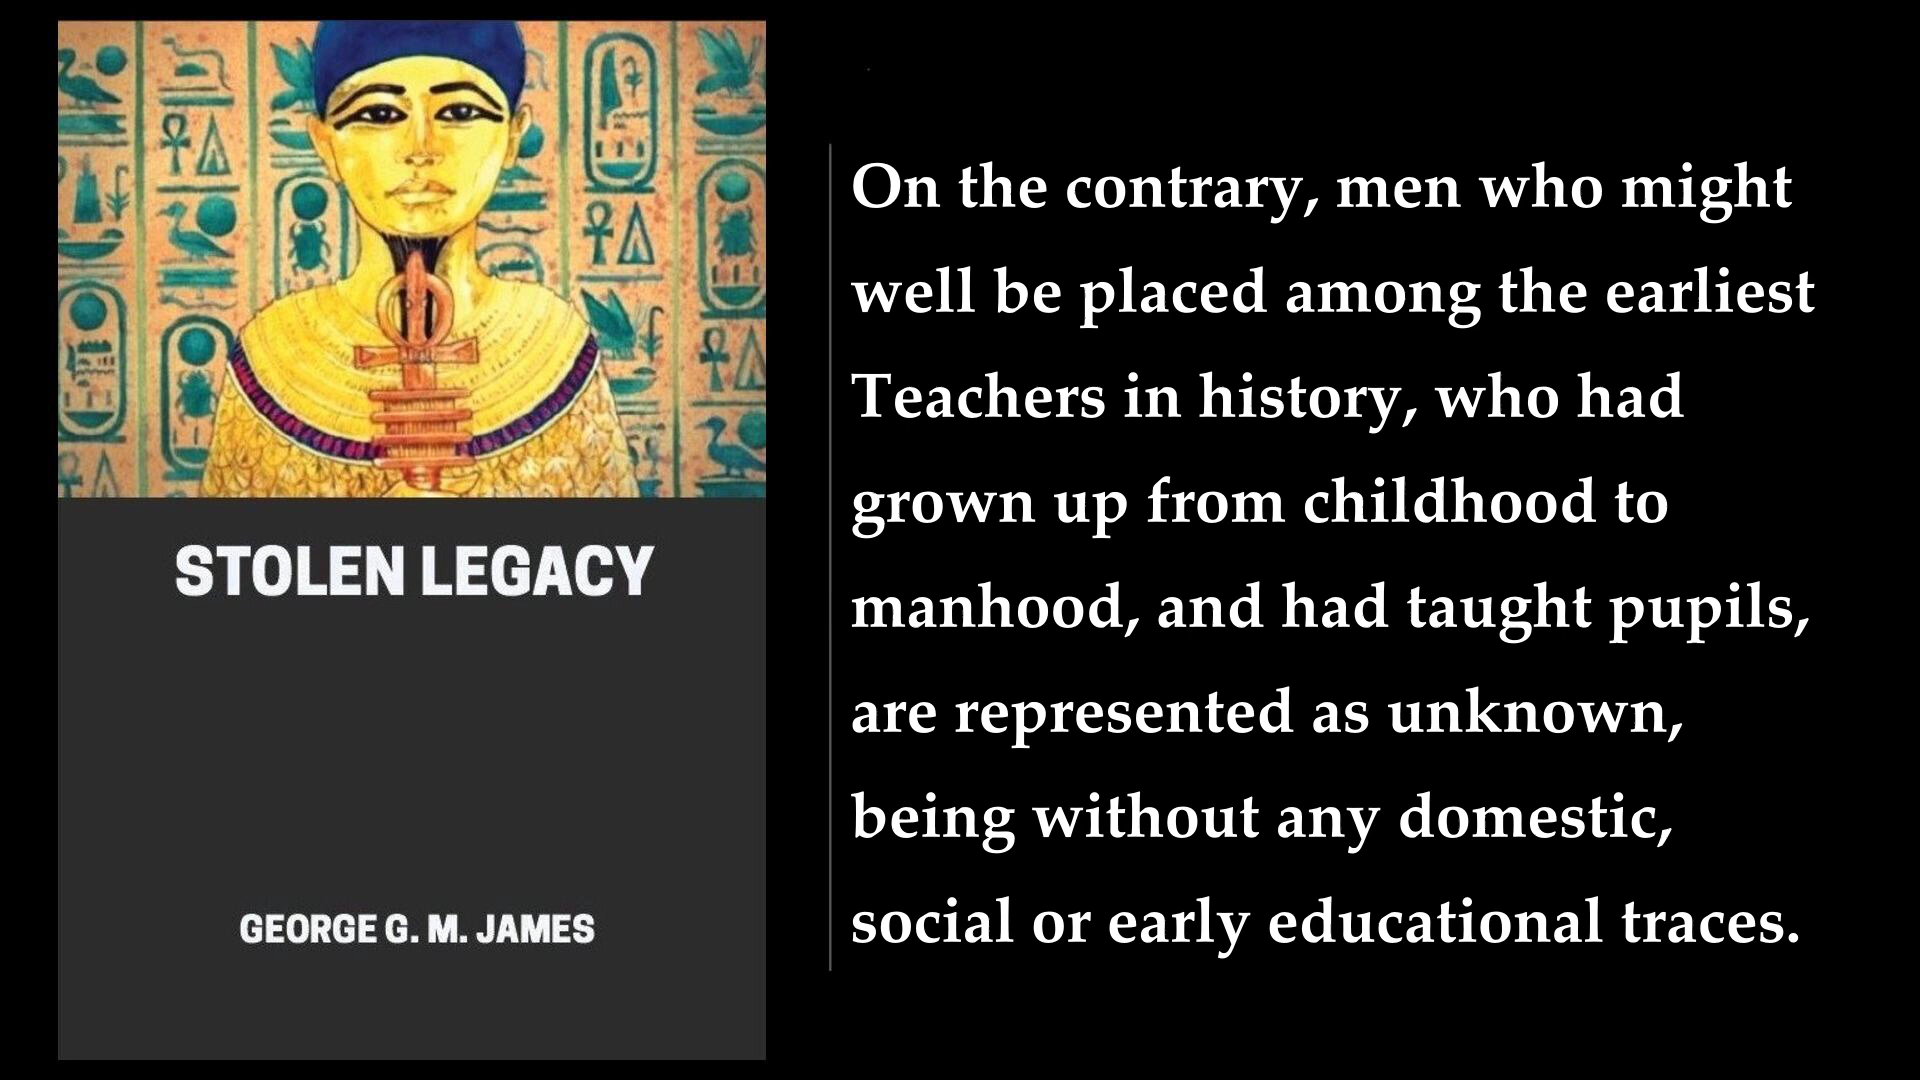 STOLEN LEGACY
GEORGE G. M. JAMES
On the contrary, men who might
well be placed among the earliest
Teachers in history, who had
grown up from childhood to
manhood, and had taught pupils,
are represented as unknown,
being without any domestic,
social or early educational traces.